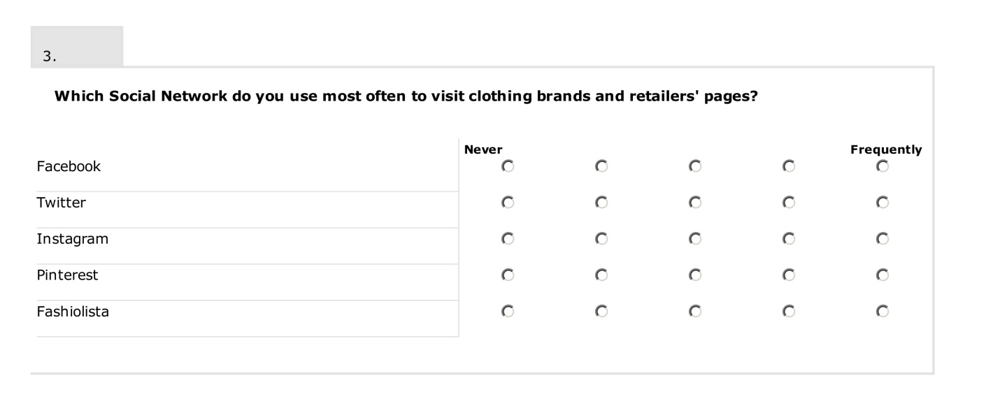 3.
Which Social Network do you use most often to visit clothing brands and retailers' pages?
Never Frequently
Facebook
Twitter
Instagram
Pinterest
Fashiolista